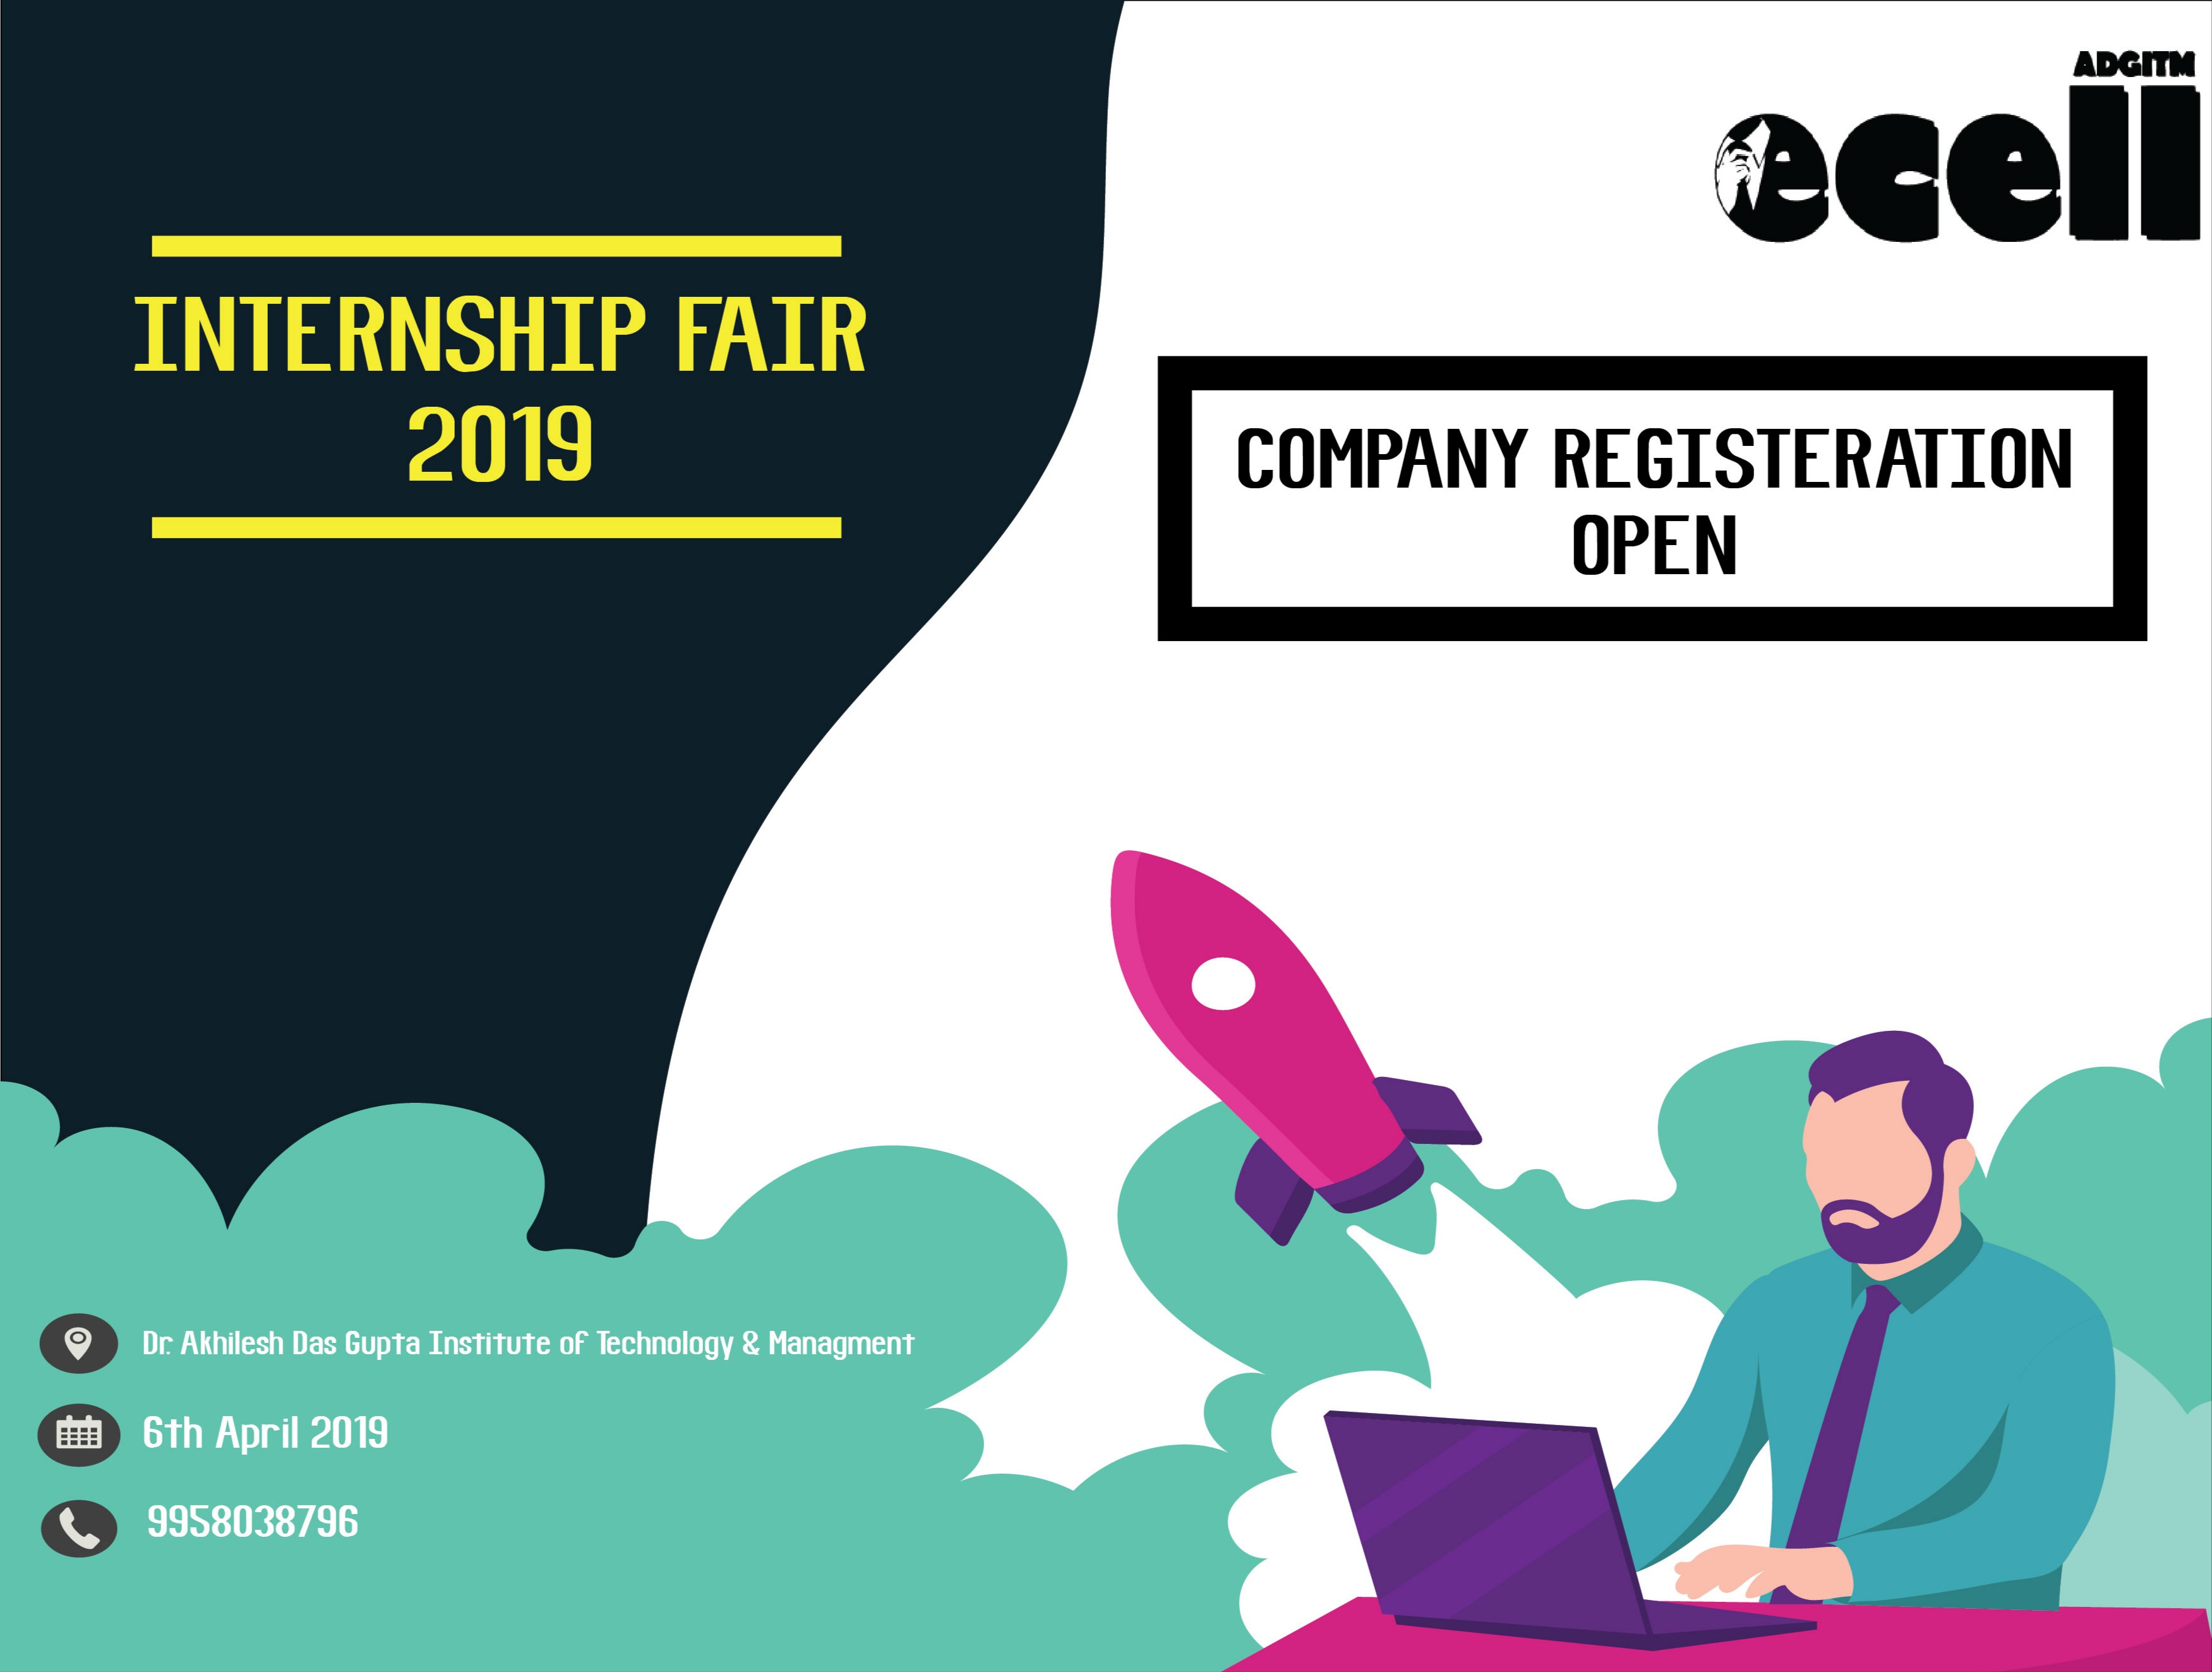 INTERNSHIP FAIR
2019
ADGITM
ecell
COMPANY REGISTERATION
OPEN
Dr. Akhilesh Das Gupta Institute of Technology & Managment
6th April 2019
9958038796